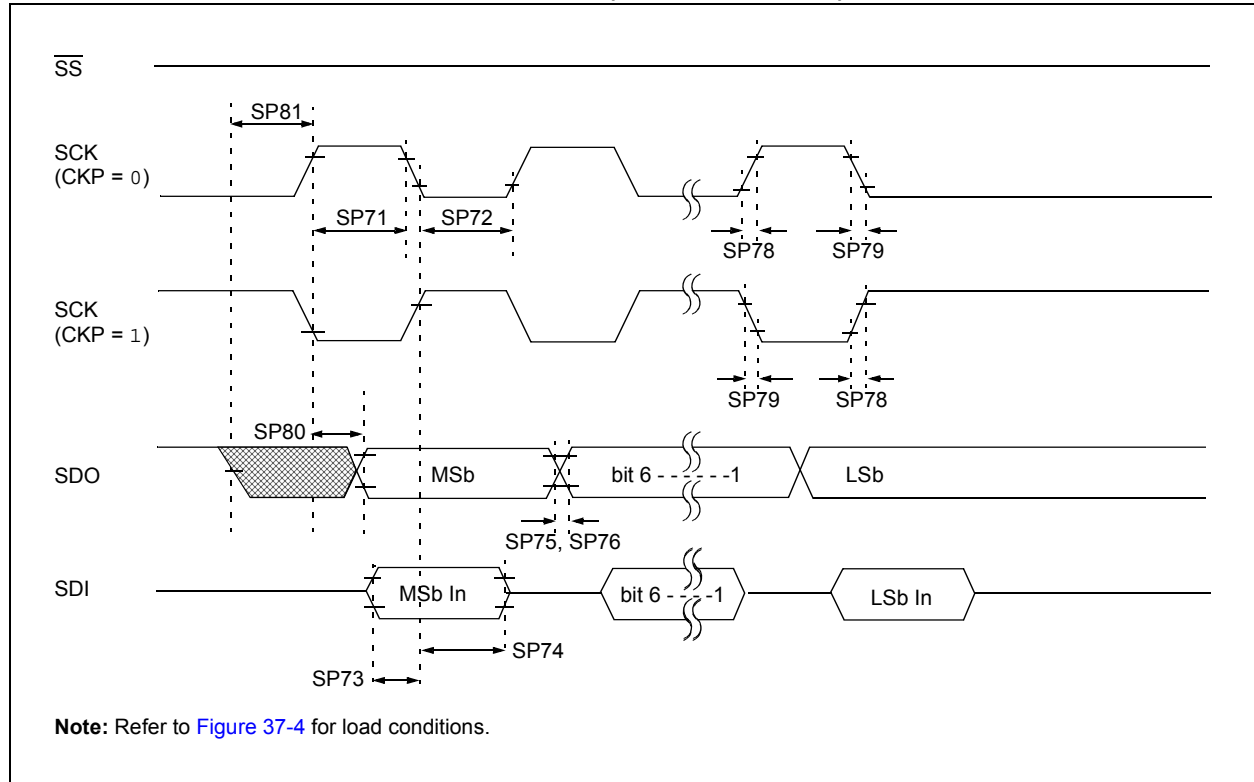 SS
SP81
SCK
(CKP = 0)
SP71
SP72
SP78
SP79
SCK
(CKP = 1)
SP79
SP78
SP80
SDO
MSb
bit 6 - - - - - -1
LSb
SP75, SP76
SDI
MSb In
bit 6 - - - - -1
LSb In
SP74
SP73
Note: Refer to Figure 37-4 for load conditions.